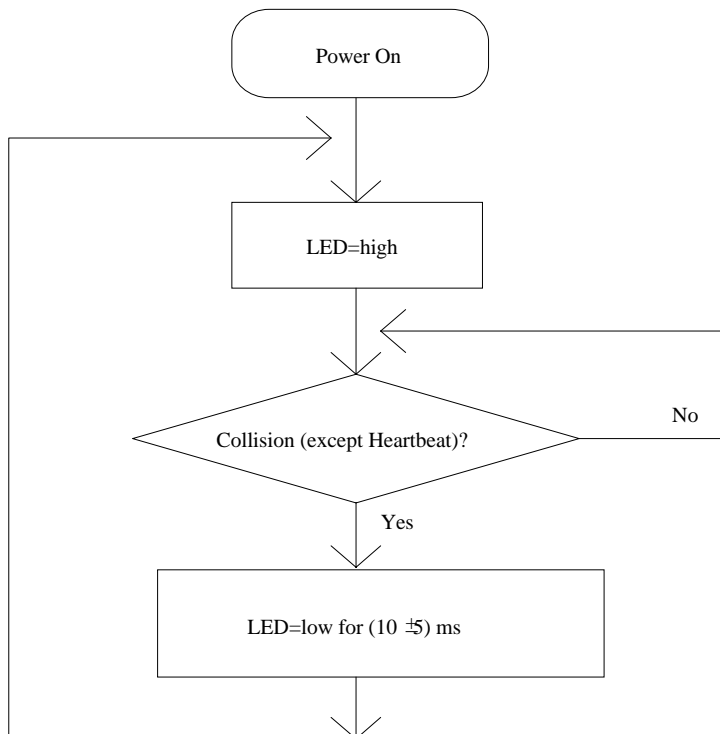 Power On
LED=high
Collision (except Heartbeat)?
No
Yes
LED=low for (10 ±5) ms